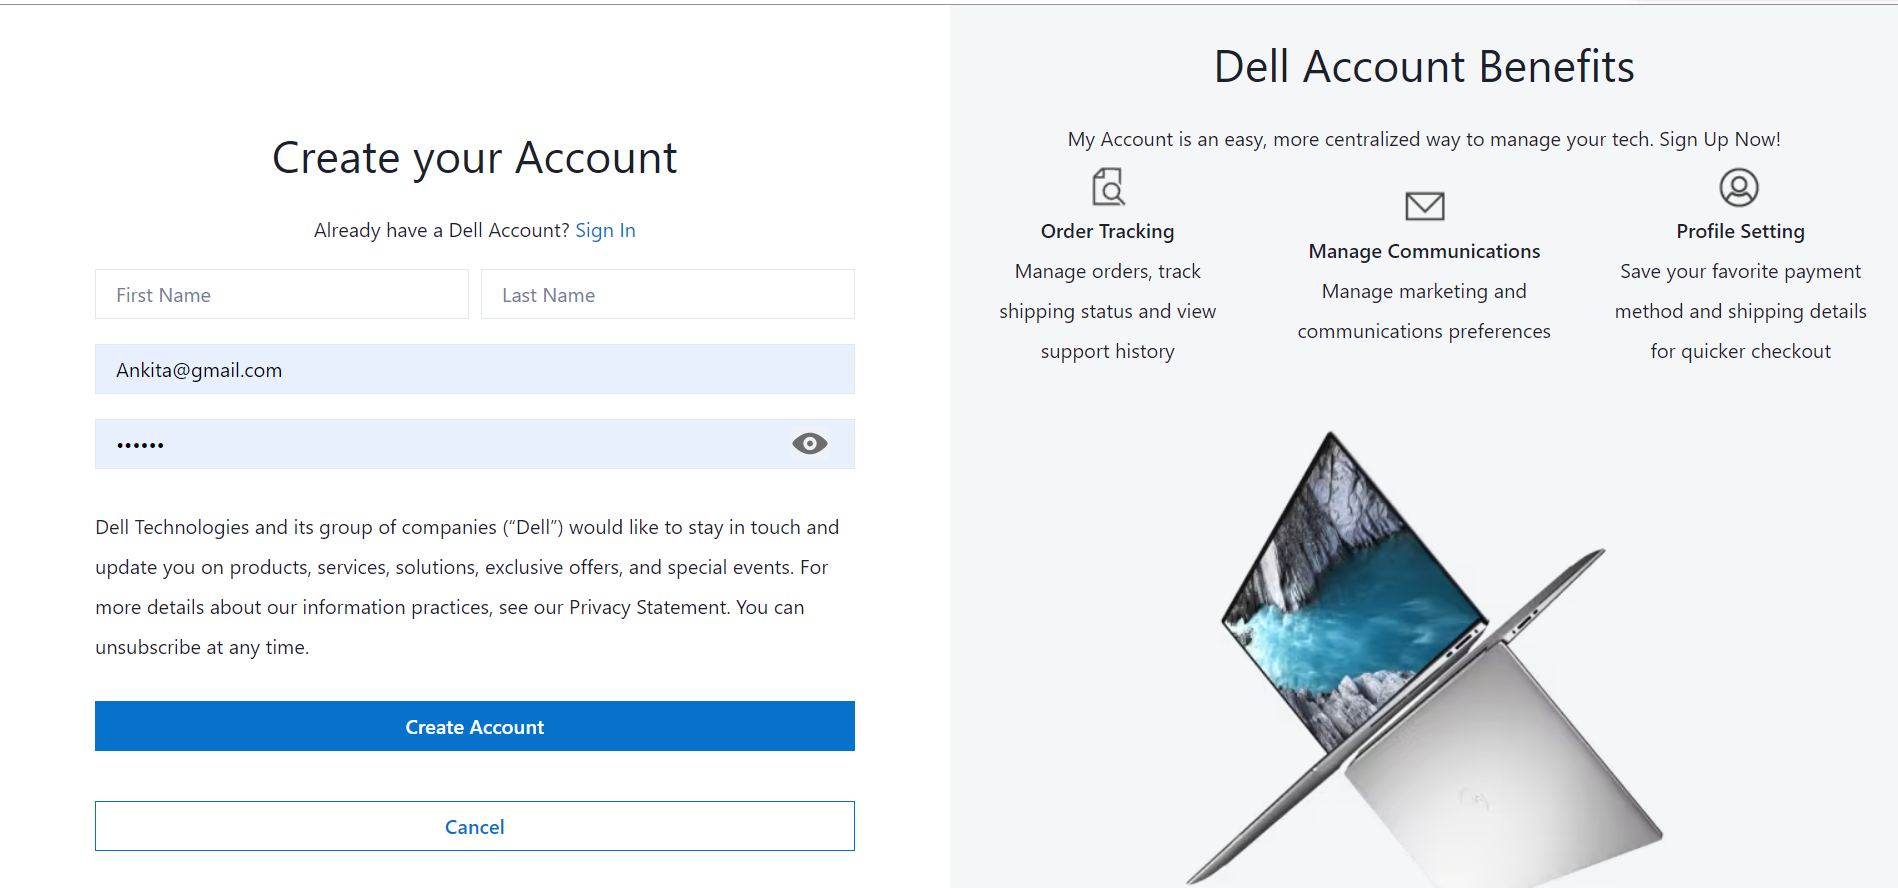 Create your Account
Already have a Dell Account? Sign In
First Name
Last Name
Ankita@gmail.com
••••••
Dell Technologies and its group of companies (“Dell”) would like to stay in touch and
update you on products, services, solutions, exclusive offers, and special events. For
more details about our information practices, see our Privacy Statement. You can
unsubscribe at any time.
Create Account
Cancel
Dell Account Benefits
My Account is an easy, more centralized way to manage your tech. Sign Up Now!
Order Tracking
Manage orders, track
shipping status and view
support history
Manage Communications
Manage marketing and
communications preferences
Profile Setting
Save your favorite payment
method and shipping details
for quicker checkout